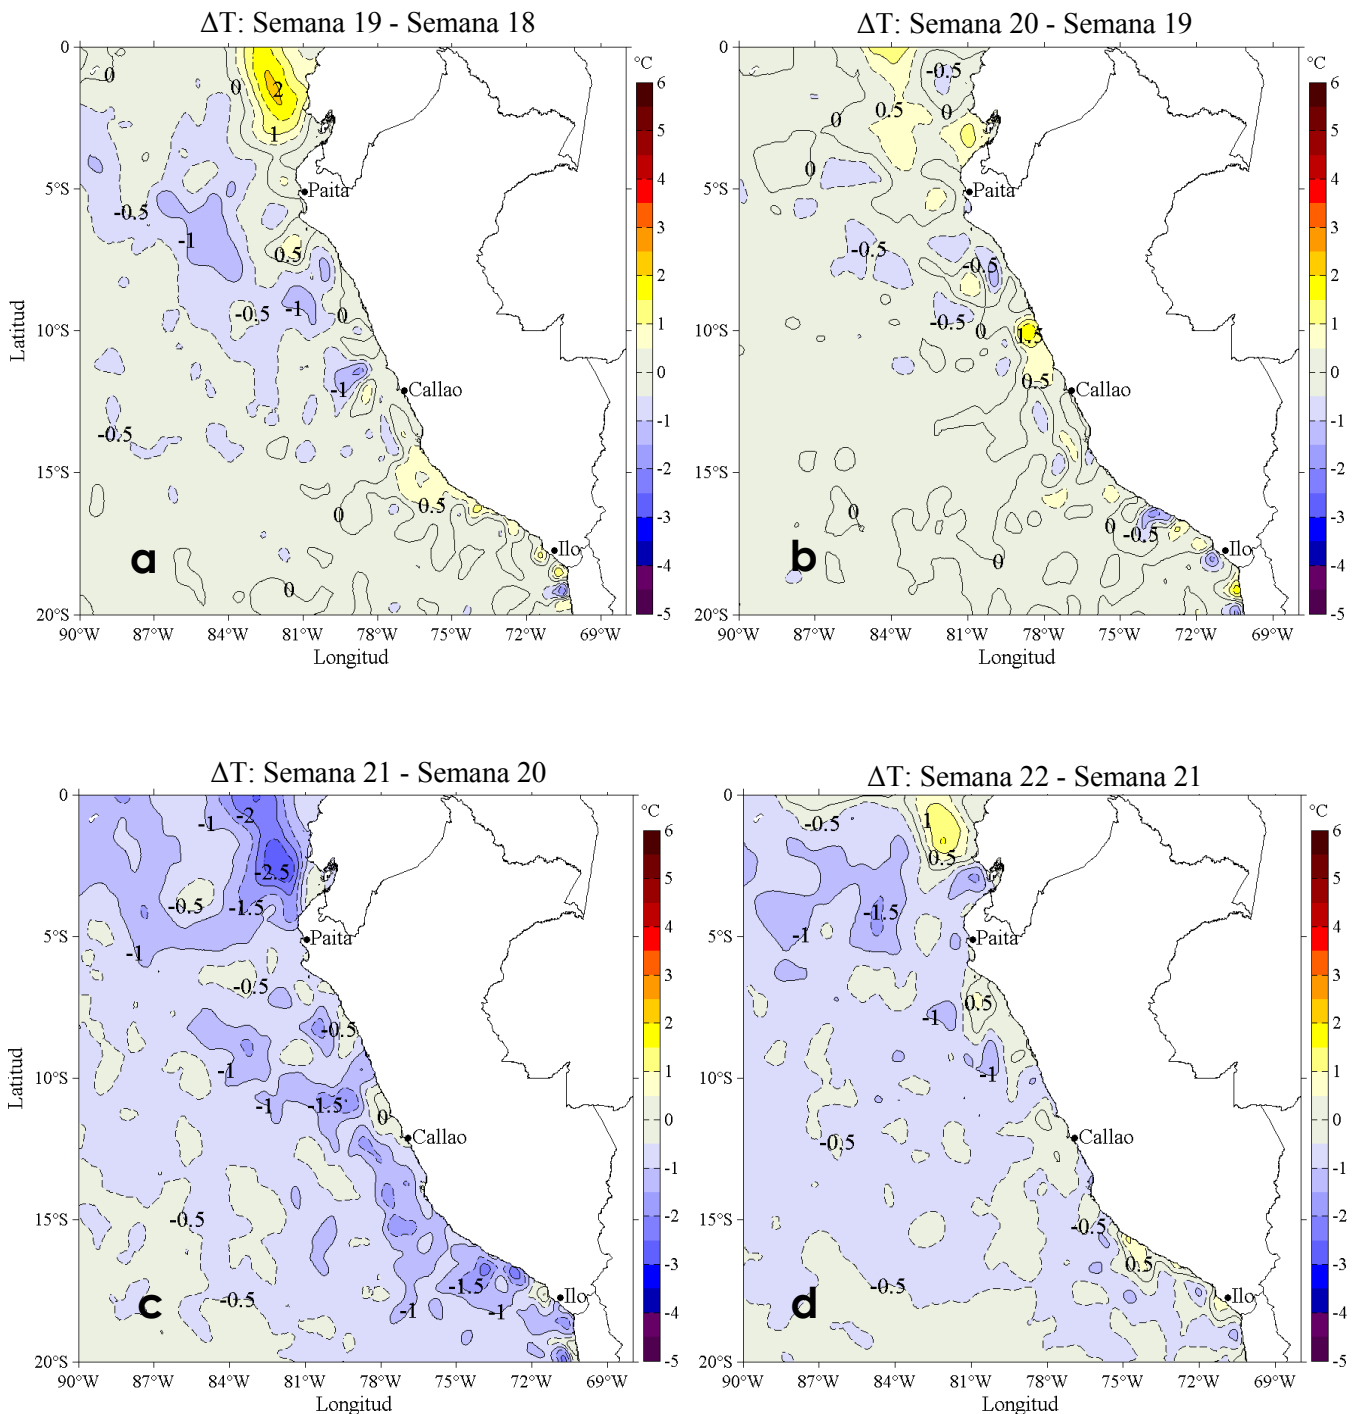 ΔT: Semana 19 - Semana 18
°C
0
5°S
10°S
15°S
20°S
Latitud
90°W 87°W 84°W 81°W 78°W 75°W 72°W 69°W
Longitud
6
5
4
3
2
1
0
-1
-2
-3
-4
-5
0
0
2
1
Paita
-0.5
-1
0.5
-0.5
-1
0
-1
Callao
-0.5
0.5
0
Ilo
0
a
ΔT: Semana 20 - Semana 19
°C
0
5°S
10°S
15°S
20°S
90°W 87°W 84°W 81°W 78°W 75°W 72°W 69°W
Longitud
6
5
4
3
2
1
0
-1
-2
-3
-4
-5
-0.5
0.5
0
0
0
Paita
-0.5
-0.5
-0.5
0
0
1.5
0.5
Callao
0
0
-0.5
Ilo
0
b
ΔT: Semana 21 - Semana 20
°C
0
5°S
10°S
15°S
20°S
Latitud
90°W 87°W 84°W 81°W 78°W 75°W 72°W 69°W
Longitud
6
5
4
3
2
1
0
-1
-2
-3
-4
-5
-1
-2
-2.5
-0.5
-1.5
-1
Paita
-0.5
-0.5
-1
-1
-1.5
0
Callao
-0.5
-1.5
-0.5
-1
-1
Ilo
c
ΔT: Semana 22 - Semana 21
°C
0
5°S
10°S
15°S
20°S
90°W 87°W 84°W 81°W 78°W 75°W 72°W 69°W
Longitud
6
5
4
3
2
1
0
-1
-2
-3
-4
-5
-0.5
1
0.5
-1.5
-1
Paita
0.5
-1
-1
-0.5
Callao
-0.5
0.5
-0.5
Ilo
d